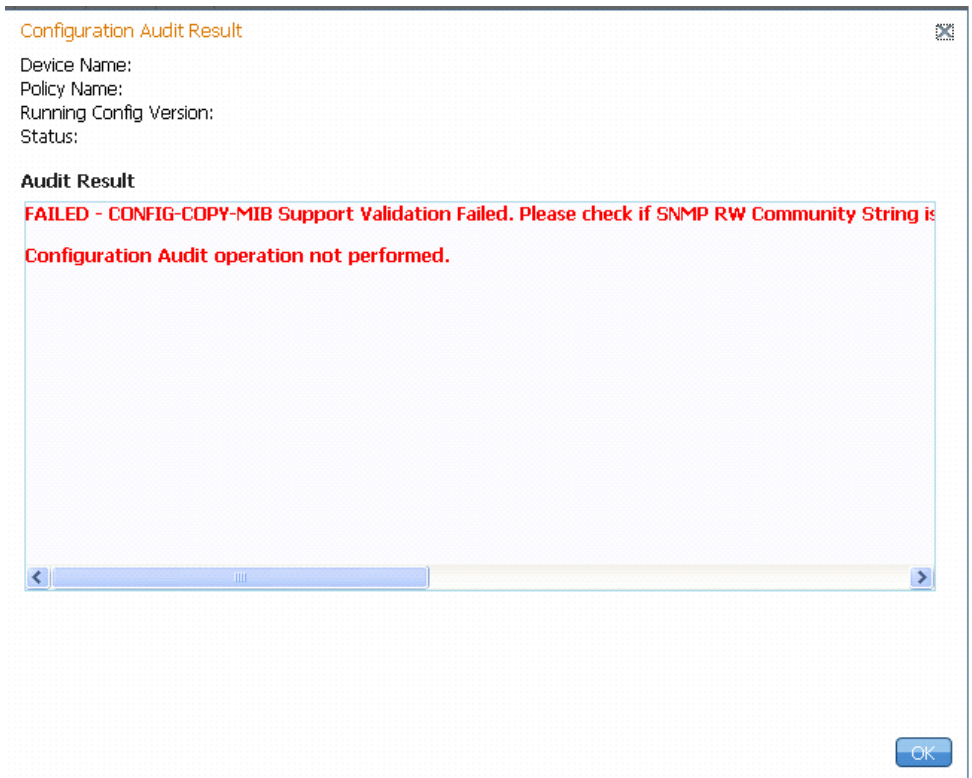 Configuration Audit Result
Device Name:
Policy Name:
Running Config Version:
Status:
Audit Result
FAILED - CONFIG-COPY-MIB Support Validation Failed. Please check if SNMP RW Community String is
Configuration Audit operation not performed.
OK